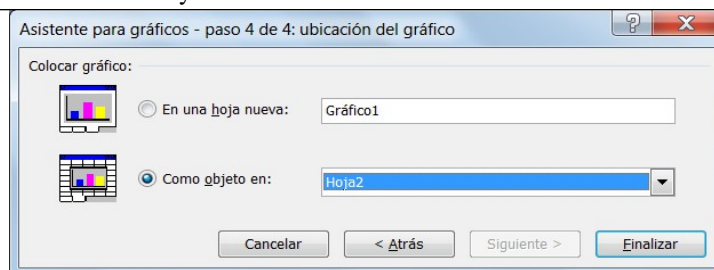 Asistente para gráficos - paso 4 de 4: ubicación del gráfico
Colocar gráfico:
En una hoja nueva: Gráfico1
Como objeto en: Hoja2
Cancelar < Atrás Siguiente > Finalizar